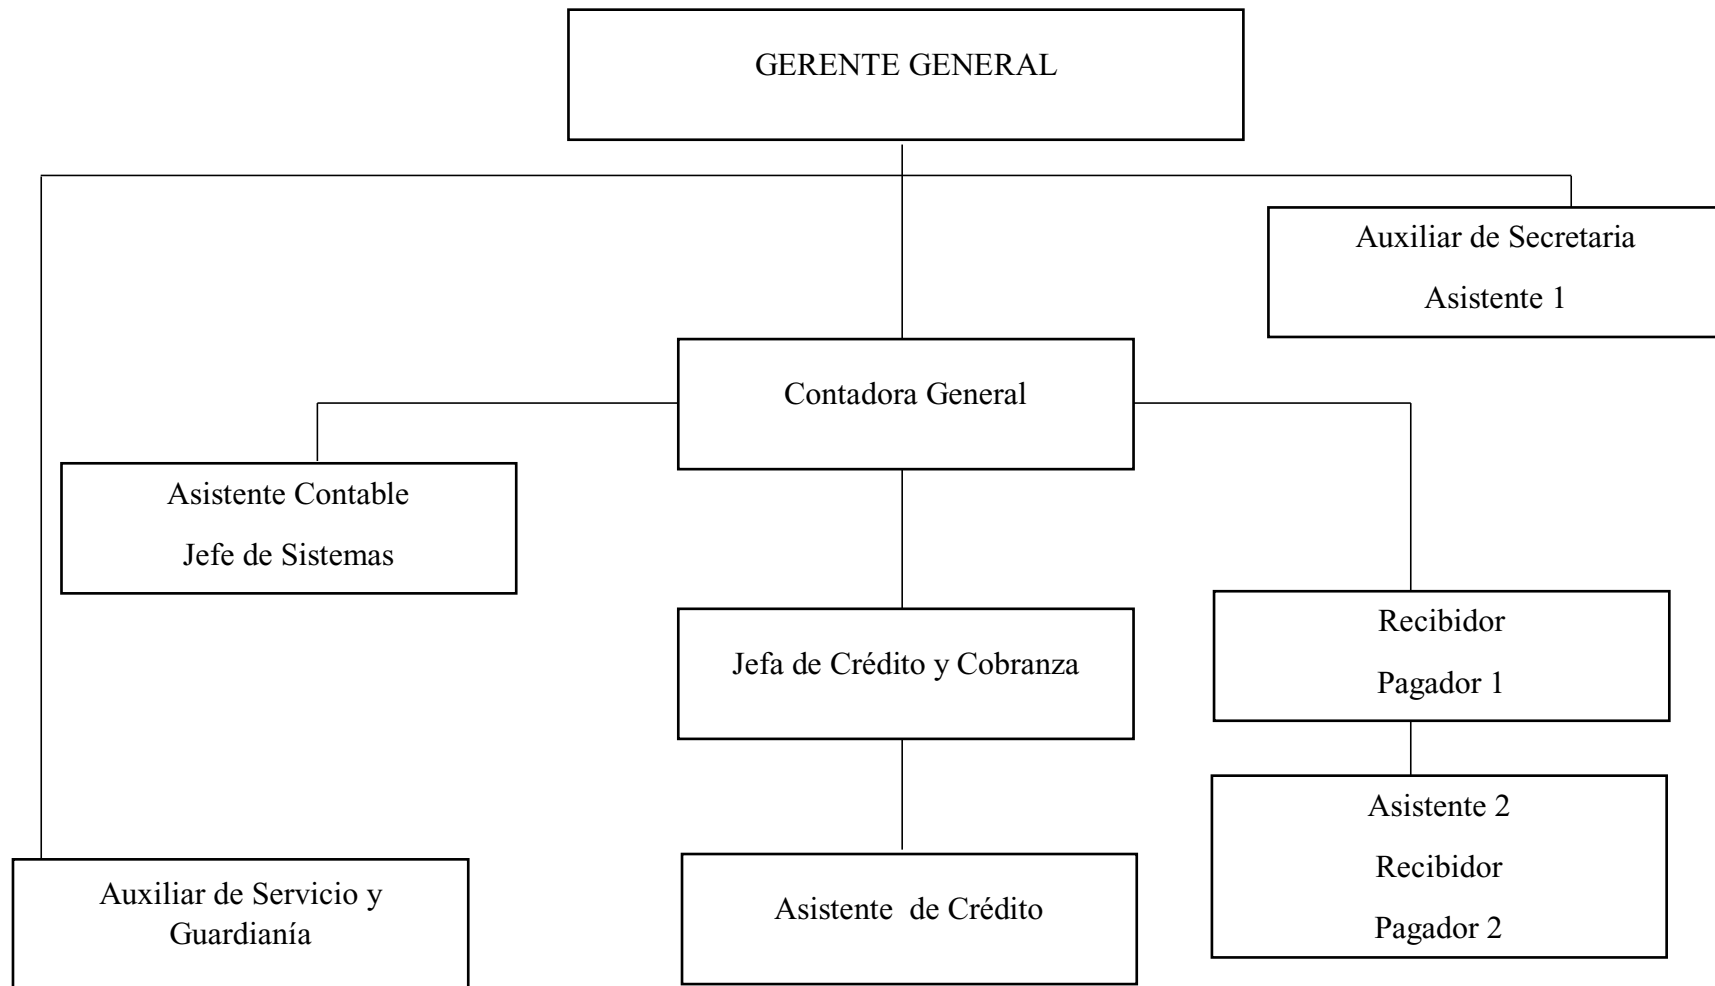 GERENTE GENERAL
Auxiliar de Secretaria
Asistente 1
Contadora General
Asistente Contable
Jefe de Sistemas
Recibidor
Pagador 1
Jefa de Crédito y Cobranza
Asistente 2
Recibidor
Pagador 2
Auxiliar de Servicio y
Guardianía
Asistente  de Crédito